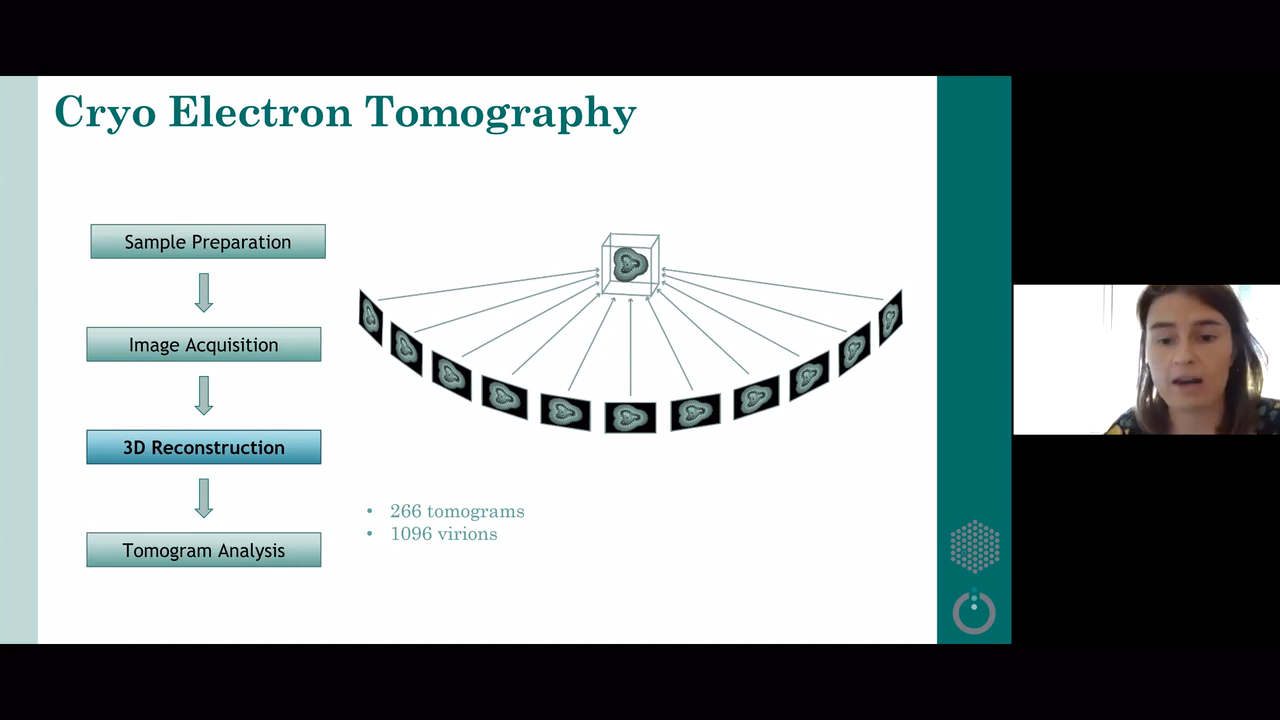 Cryo Electron Tomography
Sample Preparation
Image Acquisition
3D Reconstruction
Tomogram Analysis
• 266 tomograms
• 1096 virions